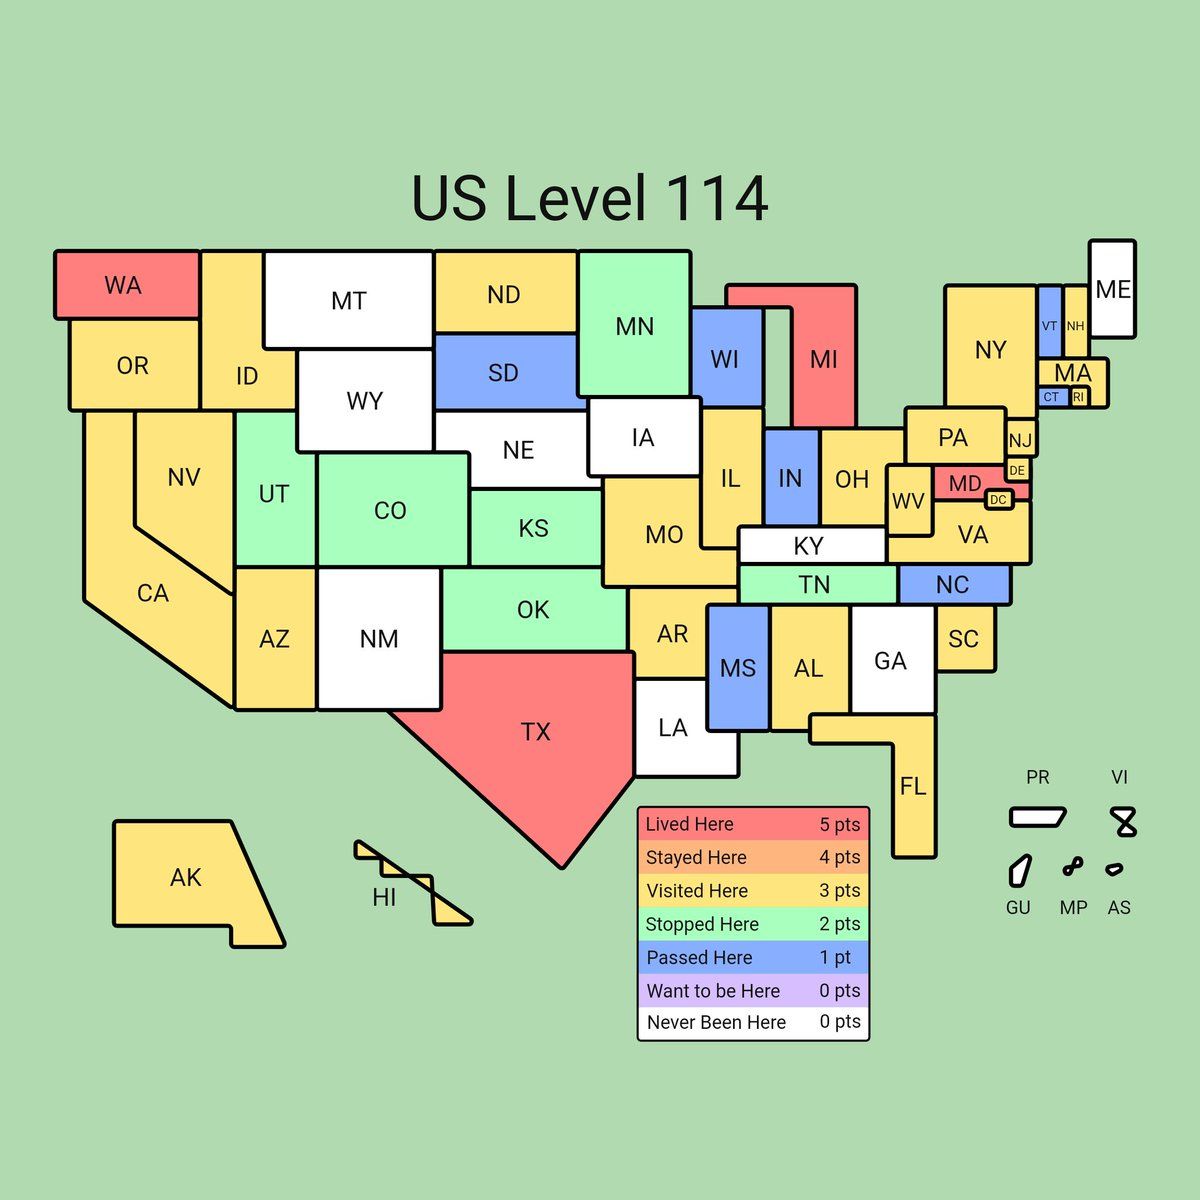 US Level 114
WA
MT
ND
MN
ME
OR
ID
SD
WI
MI
NY
VT
NH
WY
MA
CT
RI
NE
IA
PA
NJ
NV
UT
CO
KS
MO
IL
IN
OH
WV
MD
DE
DC
VA
KY
CA
AZ
NM
OK
AR
TN
NC
MS
AL
GA
SC
TX
LA
FL
PR VI
GU MP AS
AK
HI
Lived Here 5 pts
Stayed Here 4 pts
Visited Here 3 pts
Stopped Here 2 pts
Passed Here 1 pt
Want to be Here 0 pts
Never Been Here 0 pts